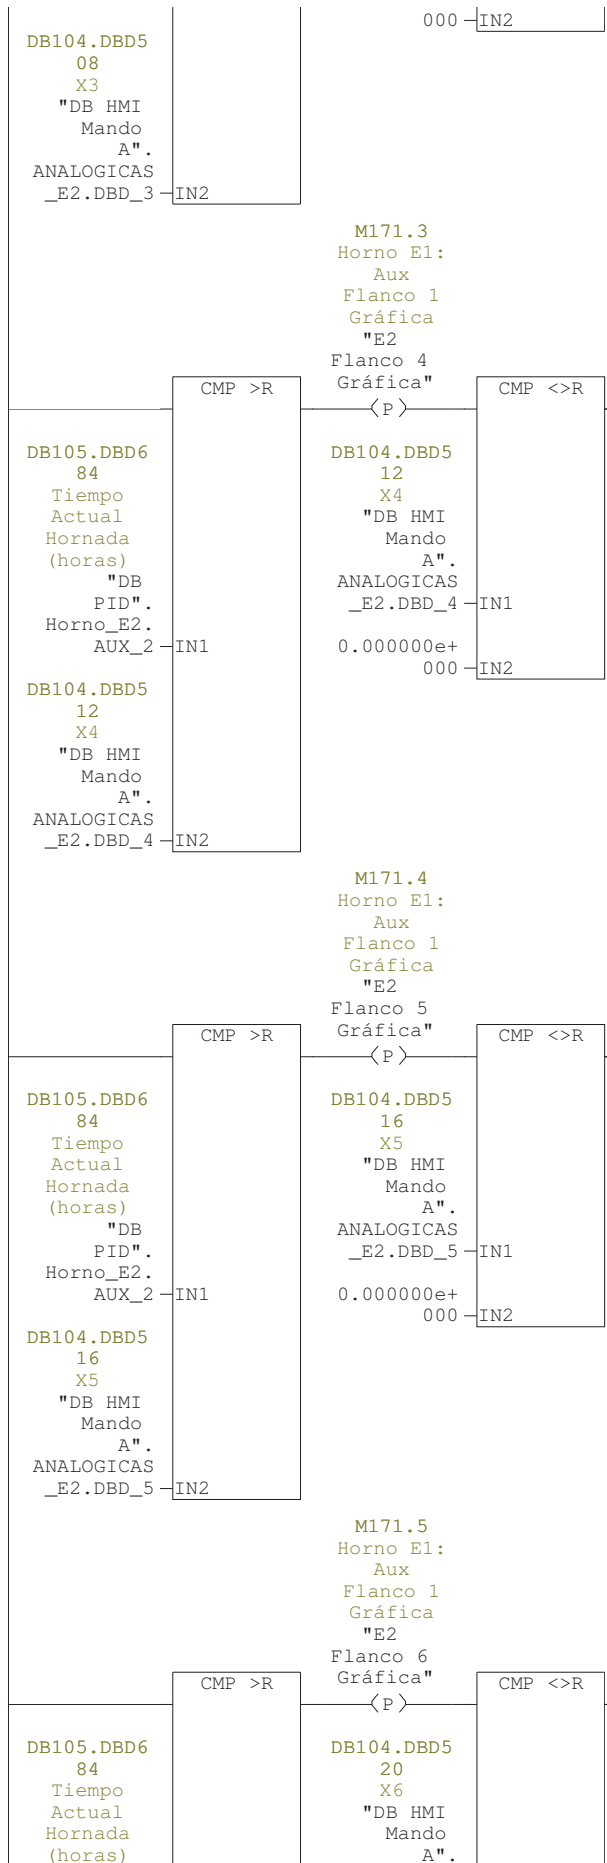 000 IN2
DB104.DBD5
08
X3
"DB HMI
Mando
A".
ANALOGICAS
_E2.DBD_3 IN2
M171.3
Horno E1:
Aux
Flanco 1
Gráfica
"E2
Flanco 4
Gráfica"
CMP >R
(P)
CMP <>R
DB105.DBD6
84
Tiempo
Actual
Hornada
(horas)
"DB
PID".
Horno_E2.
AUX_2 IN1
DB104.DBD5
12
X4
"DB HMI
Mando
A".
ANALOGICAS
_E2.DBD_4 IN1
0.000000e+
000 IN2
DB104.DBD5
12
X4
"DB HMI
Mando
A".
ANALOGICAS
_E2.DBD_4 IN2
M171.4
Horno E1:
Aux
Flanco 1
Gráfica
"E2
Flanco 5
Gráfica"
CMP >R
(P)
CMP <>R
DB105.DBD6
84
Tiempo
Actual
Hornada
(horas)
"DB
PID".
Horno_E2.
AUX_2 IN1
DB104.DBD5
16
X5
"DB HMI
Mando
A".
ANALOGICAS
_E2.DBD_5 IN1
0.000000e+
000 IN2
DB104.DBD5
16
X5
"DB HMI
Mando
A".
ANALOGICAS
_E2.DBD_5 IN2
M171.5
Horno E1:
Aux
Flanco 1
Gráfica
"E2
Flanco 6
Gráfica"
CMP >R
(P)
CMP <>R
DB105.DBD6
84
Tiempo
Actual
Hornada
(horas)
DB104.DBD5
20
X6
"DB HMI
Mando
A".